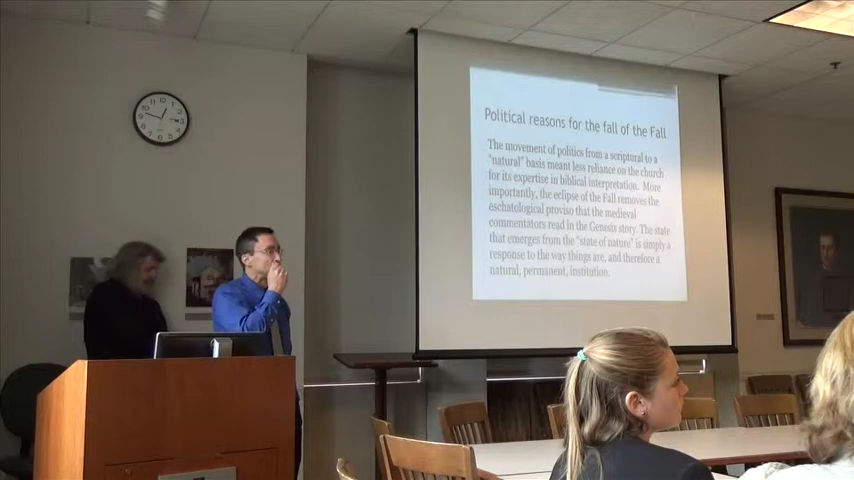 Political reasons for the fall of the Fall
The movement of politics from a scriptural to a
"natural" basis meant less reliance on the church
for its expertise in biblical interpretation. More
importantly, the eclipse of the Fall removes the
eschatological proviso that the medieval
commentators read in the Genesis story. The state
that emerges from the "state of nature" is simply a
response to the way things are, and therefore a
natural, permanent, institution.